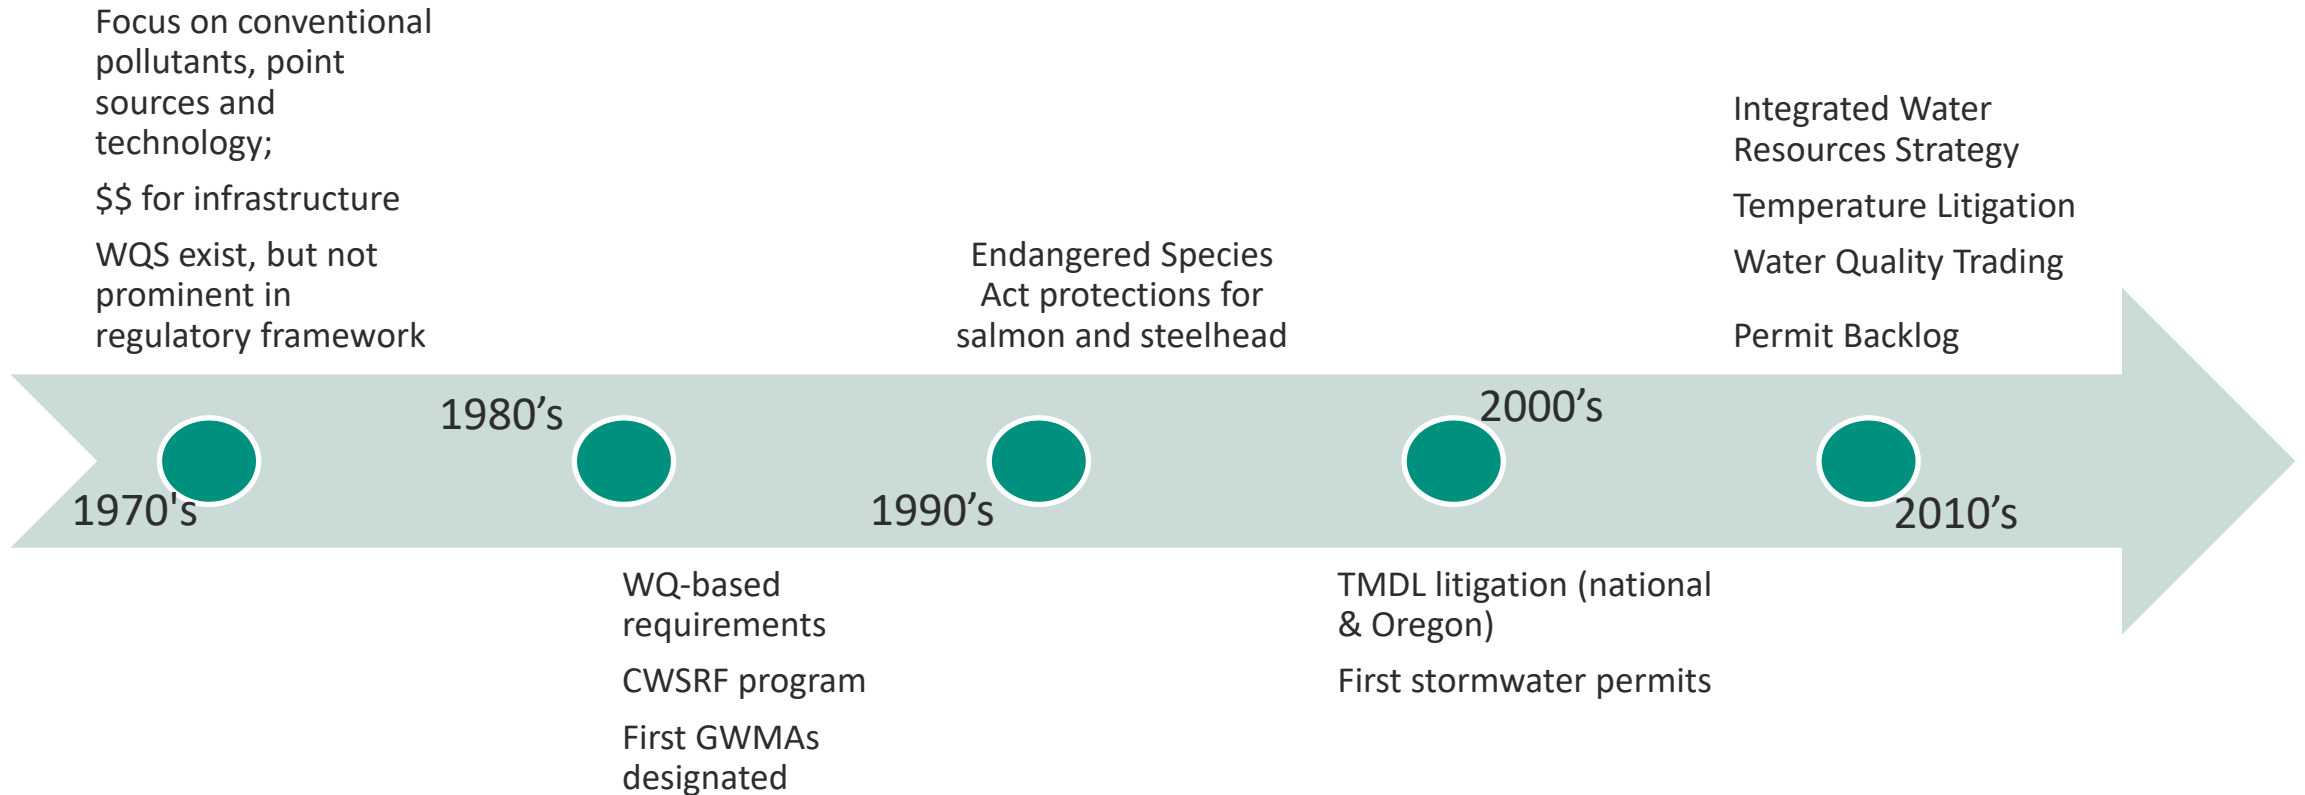 Focus on conventional
pollutants, point
sources and
technology;
$$ for infrastructure
WQS exist, but not
prominent in
regulatory framework
Endangered Species
Act protections for
salmon and steelhead
Integrated Water
Resources Strategy
Temperature Litigation
Water Quality Trading
Permit Backlog
1970's
1980’s
1990’s
2000’s
2010’s
WQ-based
requirements
CWSRF program
First GWMAs
designated
TMDL litigation (national
& Oregon)
First stormwater permits